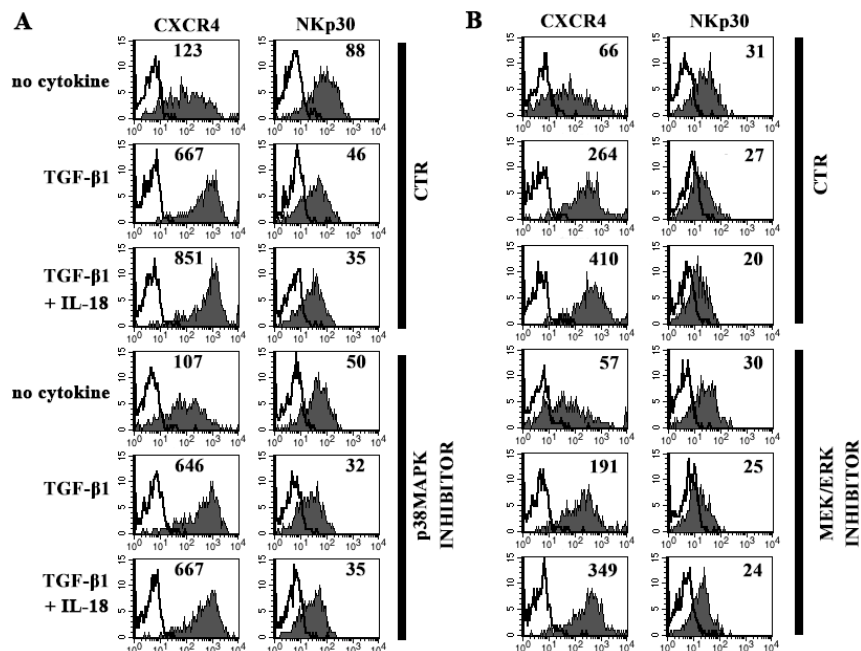 A
CXCR4
NKp30
B
CXCR4
NKp30
no cytokine
123
88
66
31
TGF-β1
667
46
264
27
TGF-β1
+ IL-18
851
35
410
20
CTR
CTR
no cytokine
107
50
57
30
TGF-β1
646
32
191
25
TGF-β1
+ IL-18
667
35
349
24
p38MAPK
INHIBITOR
MEK/ERK
INHIBITOR